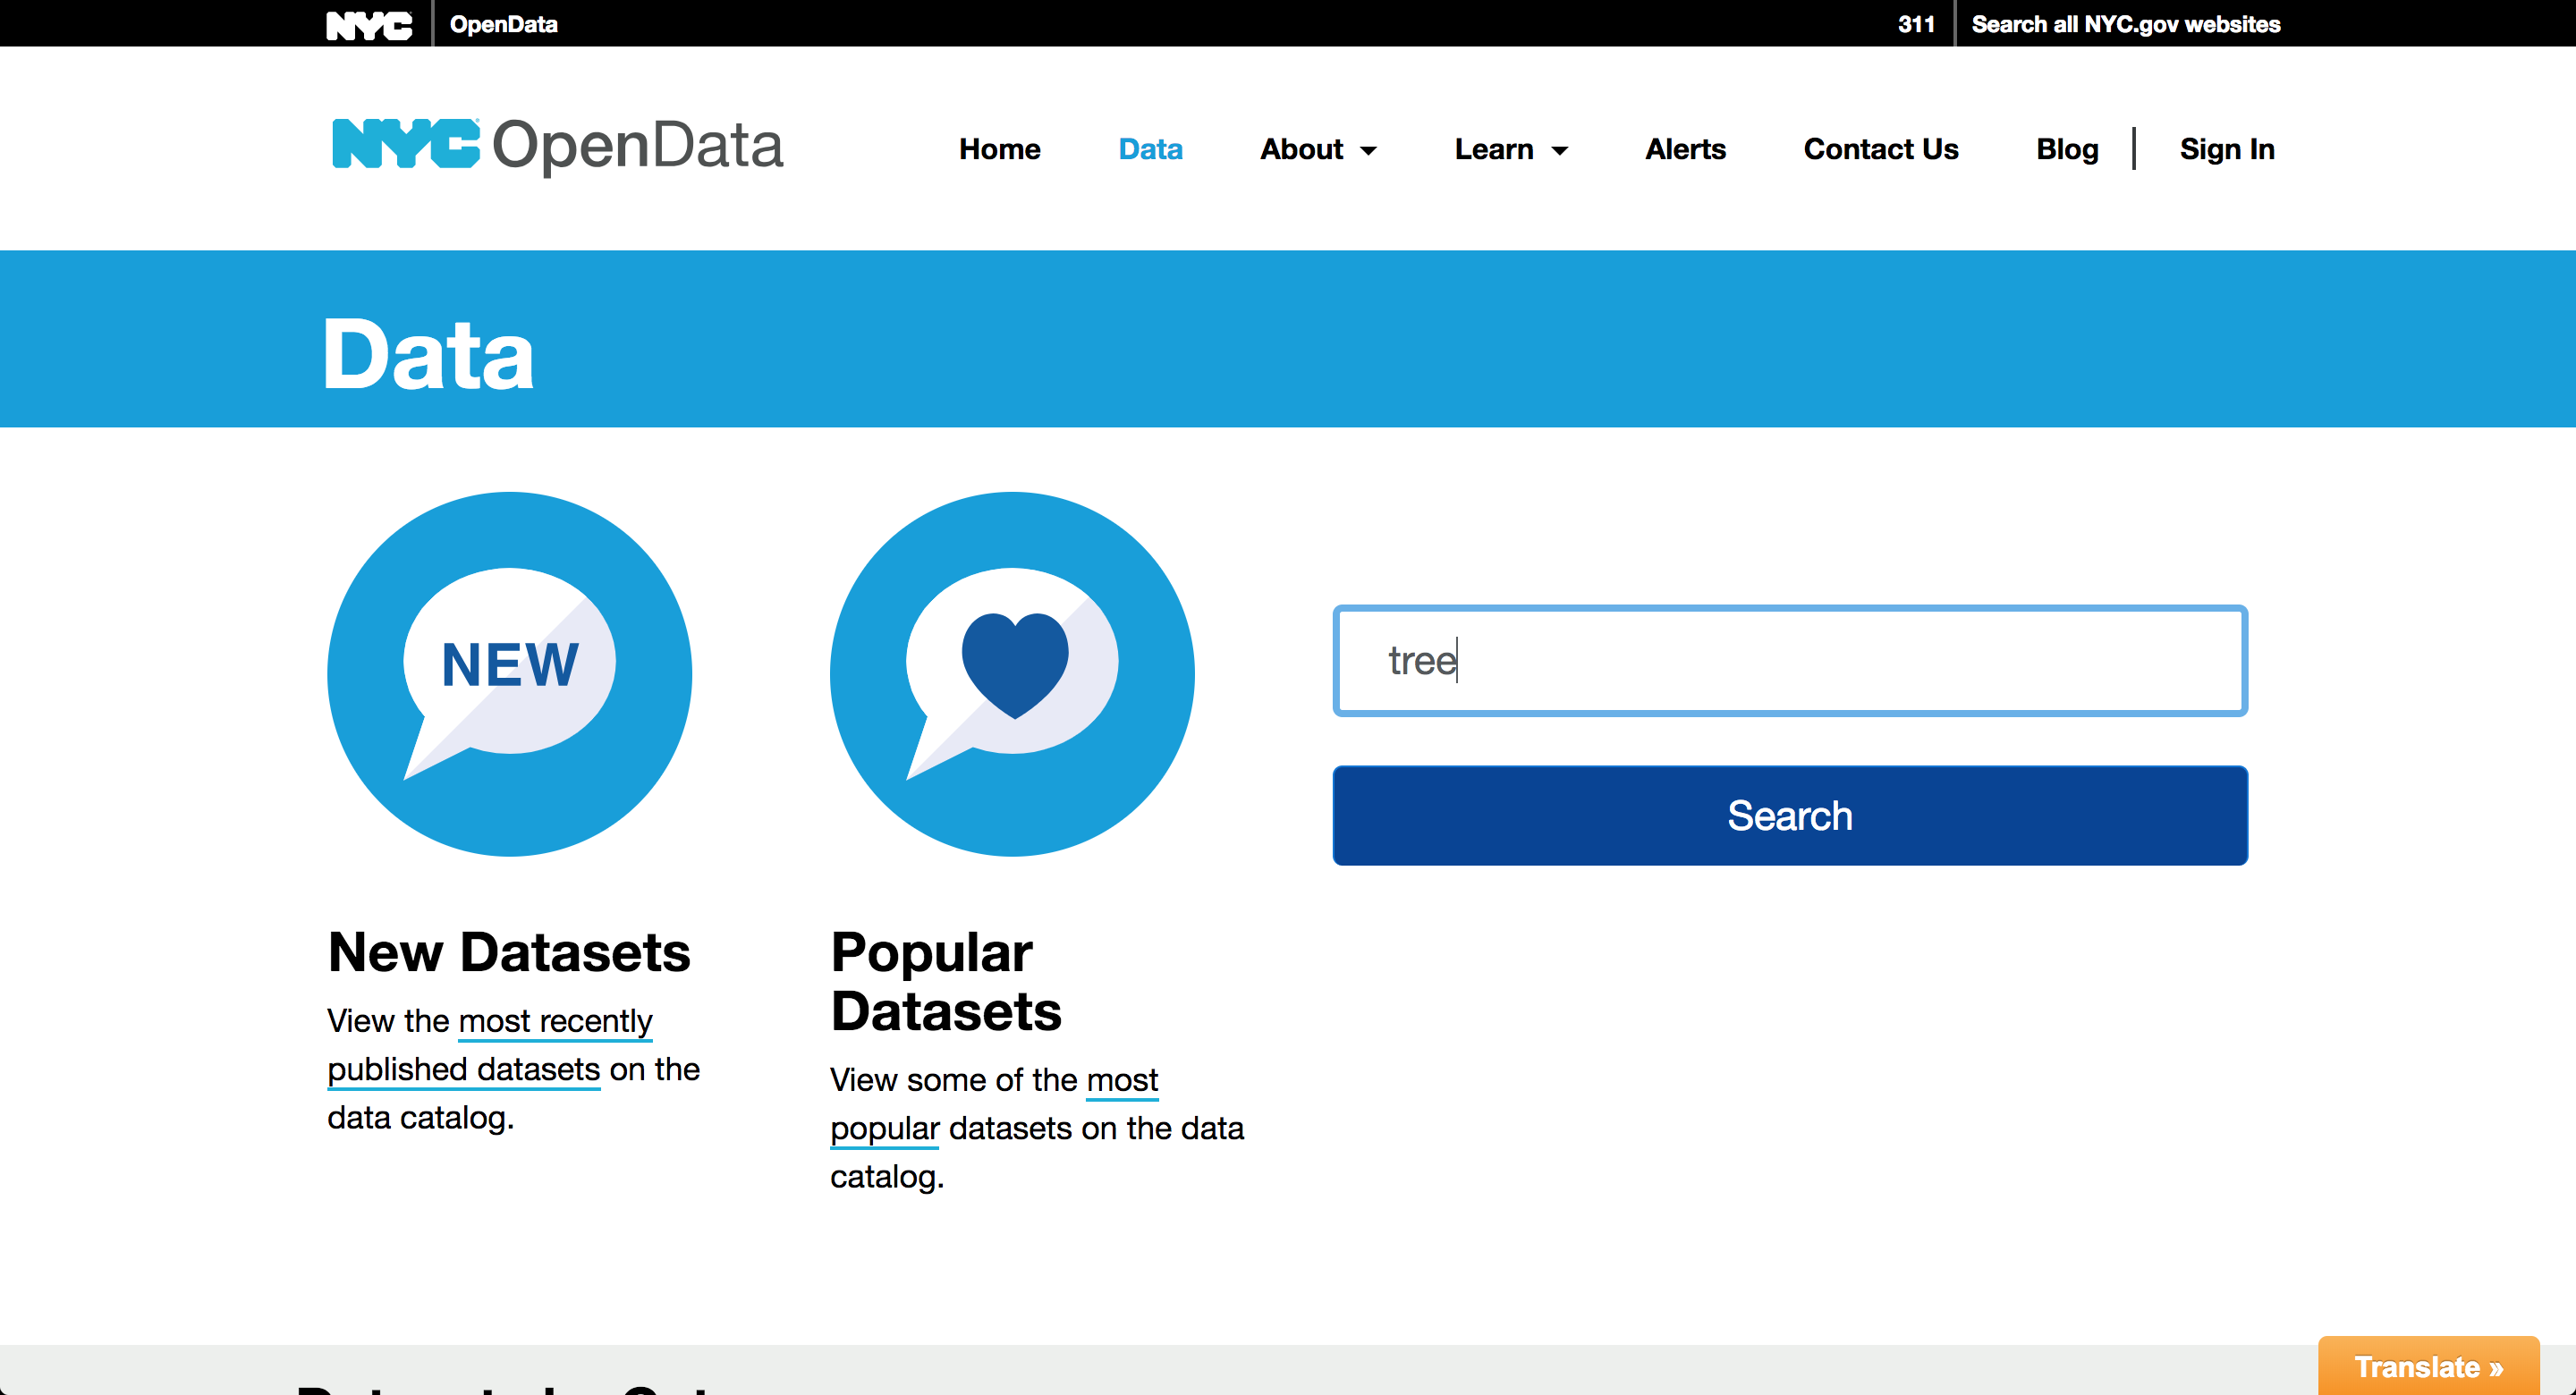 NYC OpenData 311 Search all NYC.gov websites
NYC OpenData Home Data About Learn Alerts Contact Us Blog Sign In
Data
NEW
tree
Search
New Datasets
View the most recently
published datasets on the
data catalog.
Popular
Datasets
View some of the most
popular datasets on the data
catalog.
Translate »